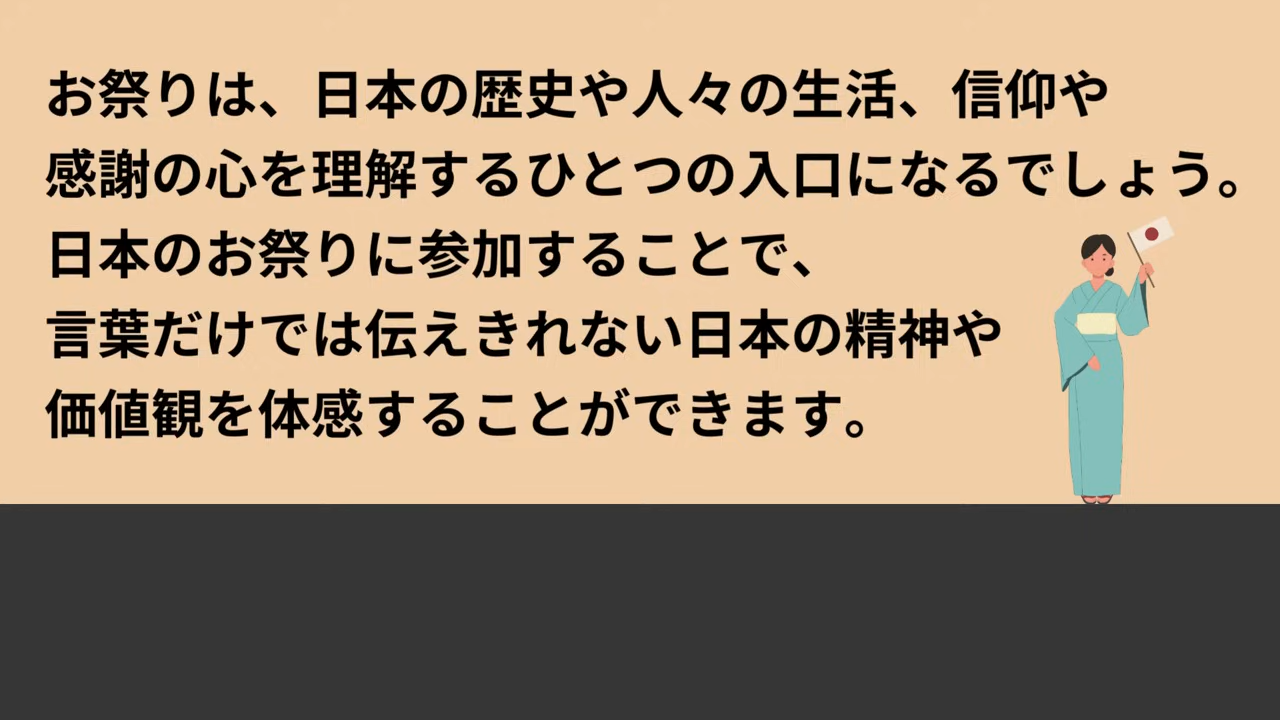 お祭りは、日本の歴史や人々の生活、信仰や
感謝の心を理解するひとつの入口になるでしょう。
日本のお祭りに参加することで、
言葉だけでは伝えきれない日本の精神や
価値観を体感することができます。